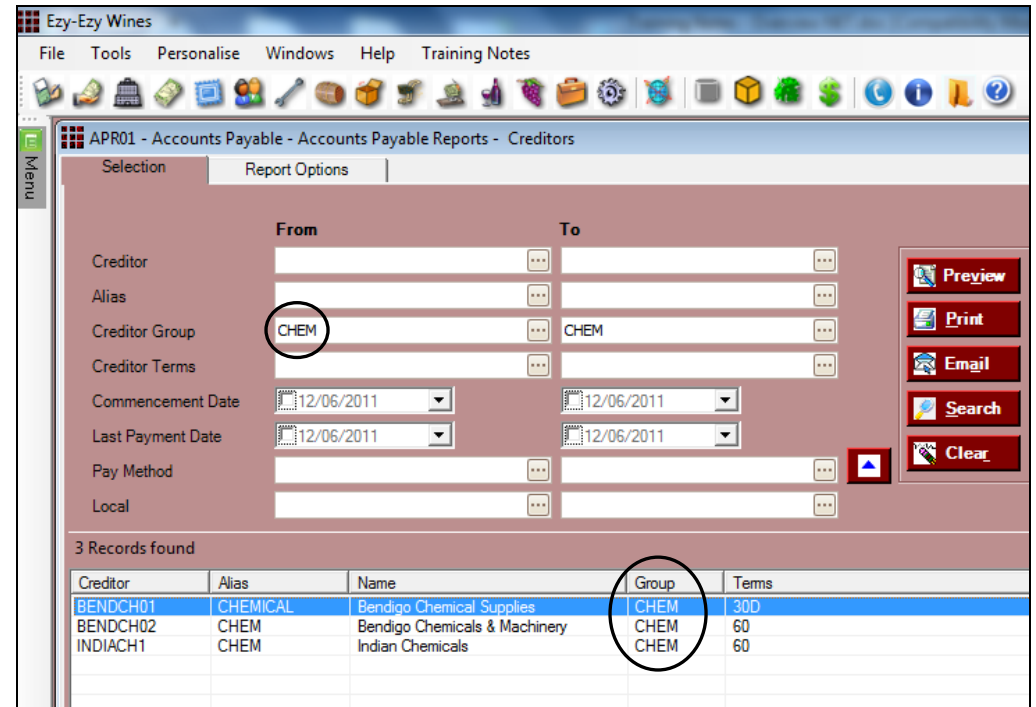 Ezy-Ezy Wines
File Tools Personalise Windows Help Training Notes
Menu
APR01 - Accounts Payable - Accounts Payable Reports - Creditors
Selection Report Options
From To
Creditor
Alias
Creditor Group CHEM CHEM
Creditor Terms
Commencement Date 12/06/2011 12/06/2011
Last Payment Date 12/06/2011 12/06/2011
Pay Method
Local
Preview
Print
Email
Search
Clear
3 Records found
Creditor Alias Name Group Terms
BENDCH01 CHEMICAL Bendigo Chemical Supplies CHEM 30D
BENDCH02 CHEM Bendigo Chemicals & Machinery CHEM 60
INDIACH1 CHEM Indian Chemicals CHEM 60